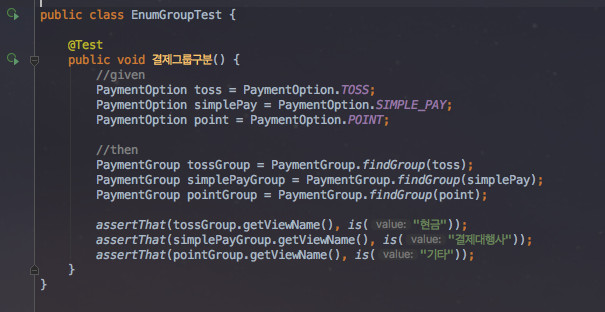 public class EnumGroupTest {
@Test
public void 결제그룹구분() {
//given
PaymentOption toss = PaymentOption.TOSS;
PaymentOption simplePay = PaymentOption.SIMPLE_PAY;
PaymentOption point = PaymentOption.POINT;
//then
PaymentGroup tossGroup = PaymentGroup.findGroup(toss);
PaymentGroup simplePayGroup = PaymentGroup.findGroup(simplePay);
PaymentGroup pointGroup = PaymentGroup.findGroup(point);
assertThat(tossGroup.getViewName(), is( value: "현금"));
assertThat(simplePayGroup.getViewName(), is( value: "결제대행사"));
assertThat(pointGroup.getViewName(), is( value: "기타"));
}
}